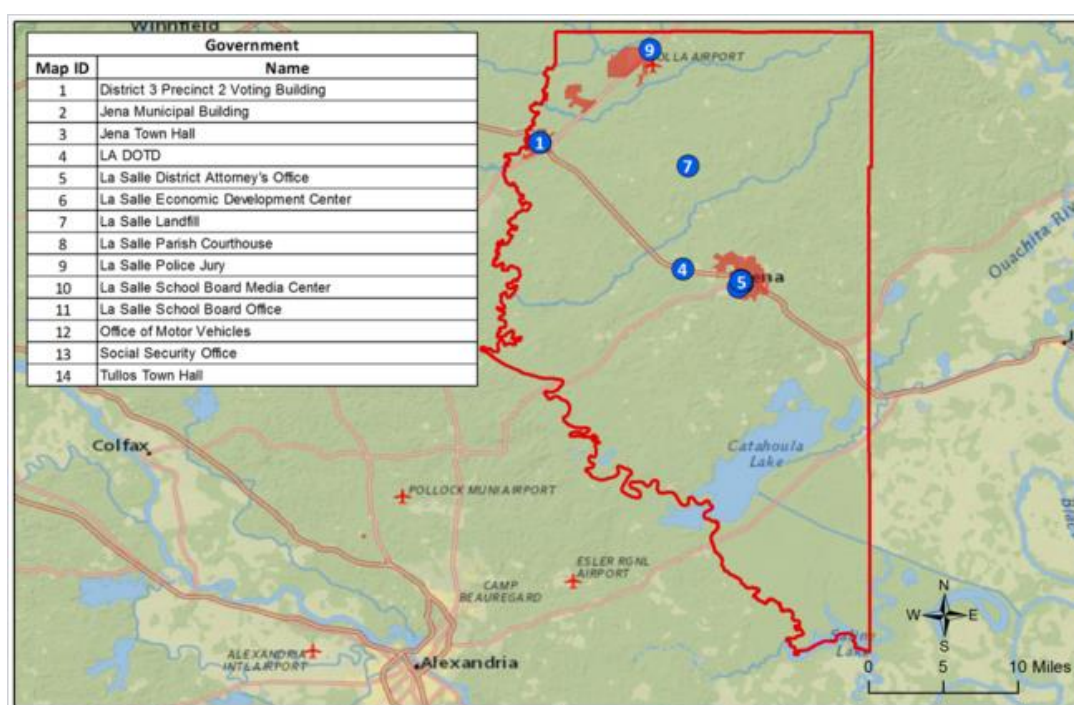 Winnfield
Government
Map ID Name
1 District 3 Precinct 2 Voting Building
2 Jena Municipal Building
3 Jena Town Hall
4 LA DOTD
5 La Salle District Attorney's Office
6 La Salle Economic Development Center
7 La Salle Landfill
8 La Salle Parish Courthouse
9 La Salle Police Jury
10 La Salle School Board Media Center
11 La Salle School Board Office
12 Office of Motor Vehicles
13 Social Security Office
14 Tullos Town Hall
9
OLLA AIRPORT
1
7
4
5
ena
Ouachita Riv
J
Colfax
Catahoula
Lake
POLLOCK MUNI AIRPORT
ESLER RGNL
AIRPORT
CAMP
BEAUREGARD
N
W E
S
Saline
Lake
ALEXANDRIA
INTL AIRPORT
Alexandria
0 5 10 Miles